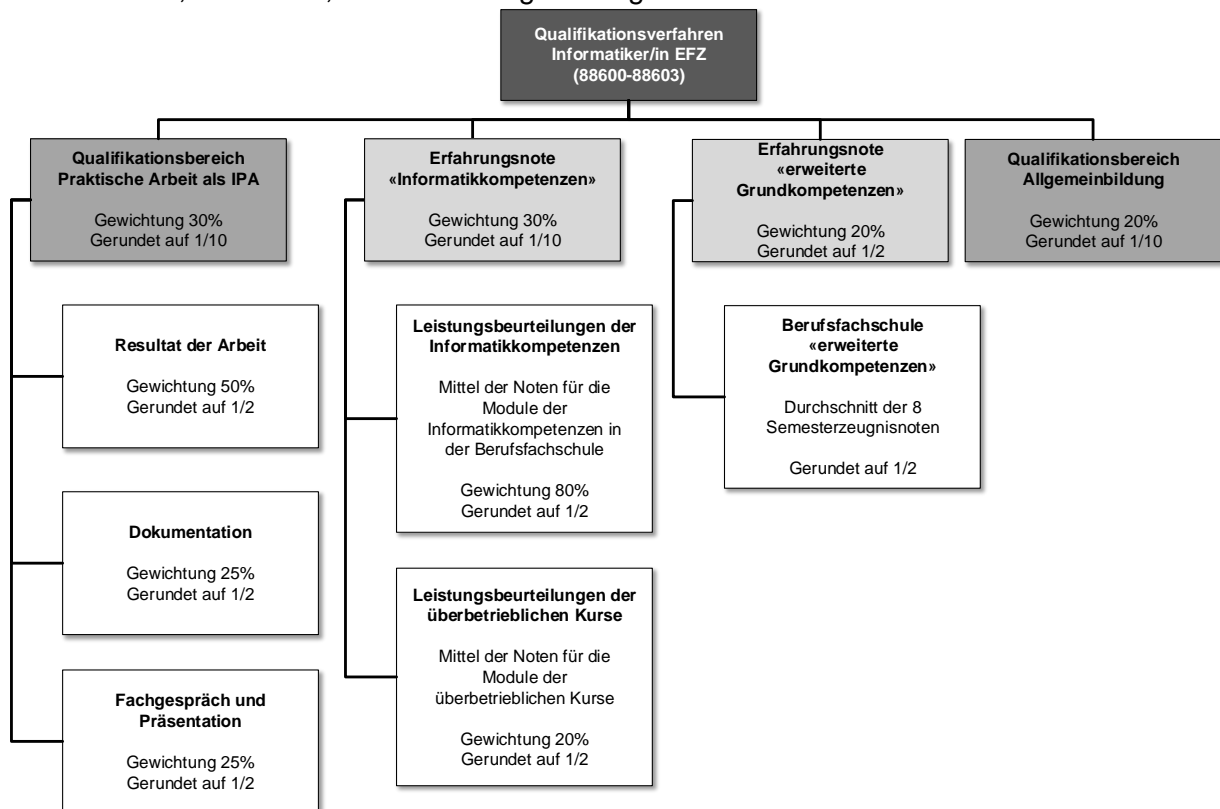 Qualifikationsverfahren
Informatiker/in EFZ
(88600-88603)
Qualifikationsbereich
Praktische Arbeit als IPA
Gewichtung 30%
Gerundet auf 1/10
Resultat der Arbeit
Gewichtung 50%
Gerundet auf 1/2
Dokumentation
Gewichtung 25%
Gerundet auf 1/2
Fachgespräch und
Präsentation
Gewichtung 25%
Gerundet auf 1/2
Erfahrungsnote
«Informatikkompetenzen»
Gewichtung 30%
Gerundet auf 1/10
Leistungsbeurteilungen der
Informatikkompetenzen
Mittel der Noten für die
Module der
Informatikkompetenzen in
der Berufsfachschule
Gewichtung 80%
Gerundet auf 1/2
Leistungsbeurteilungen der
überbetrieblichen Kurse
Mittel der Noten für die
Module der
überbetrieblichen Kurse
Gewichtung 20%
Gerundet auf 1/2
Erfahrungsnote
«erweiterte
Grundkompetenzen»
Gewichtung 20%
Gerundet auf 1/2
Berufsfachschule
«erweiterte
Grundkompetenzen»
Durchschnitt der 8
Semesterzeugnisnoten
Gerundet auf 1/2
Qualifikationsbereich
Allgemeinbildung
Gewichtung 20%
Gerundet auf 1/10